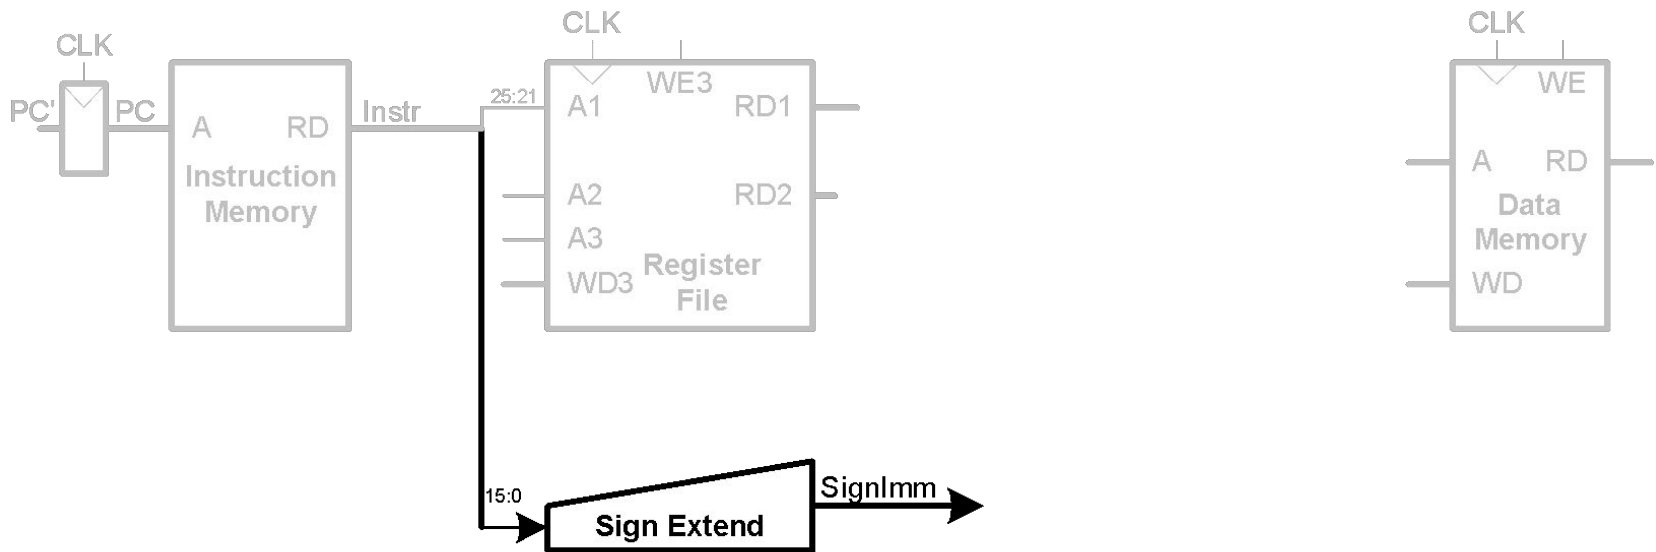 CLK
CLK
CLK
PC'
PC
A
RD
Instruction
Memory
Instr
25:21
A1
WE3
RD1
A2
RD2
A3
WD3
Register
File
WE
A
RD
Data
Memory
WD
15:0
Sign Extend
SignImm